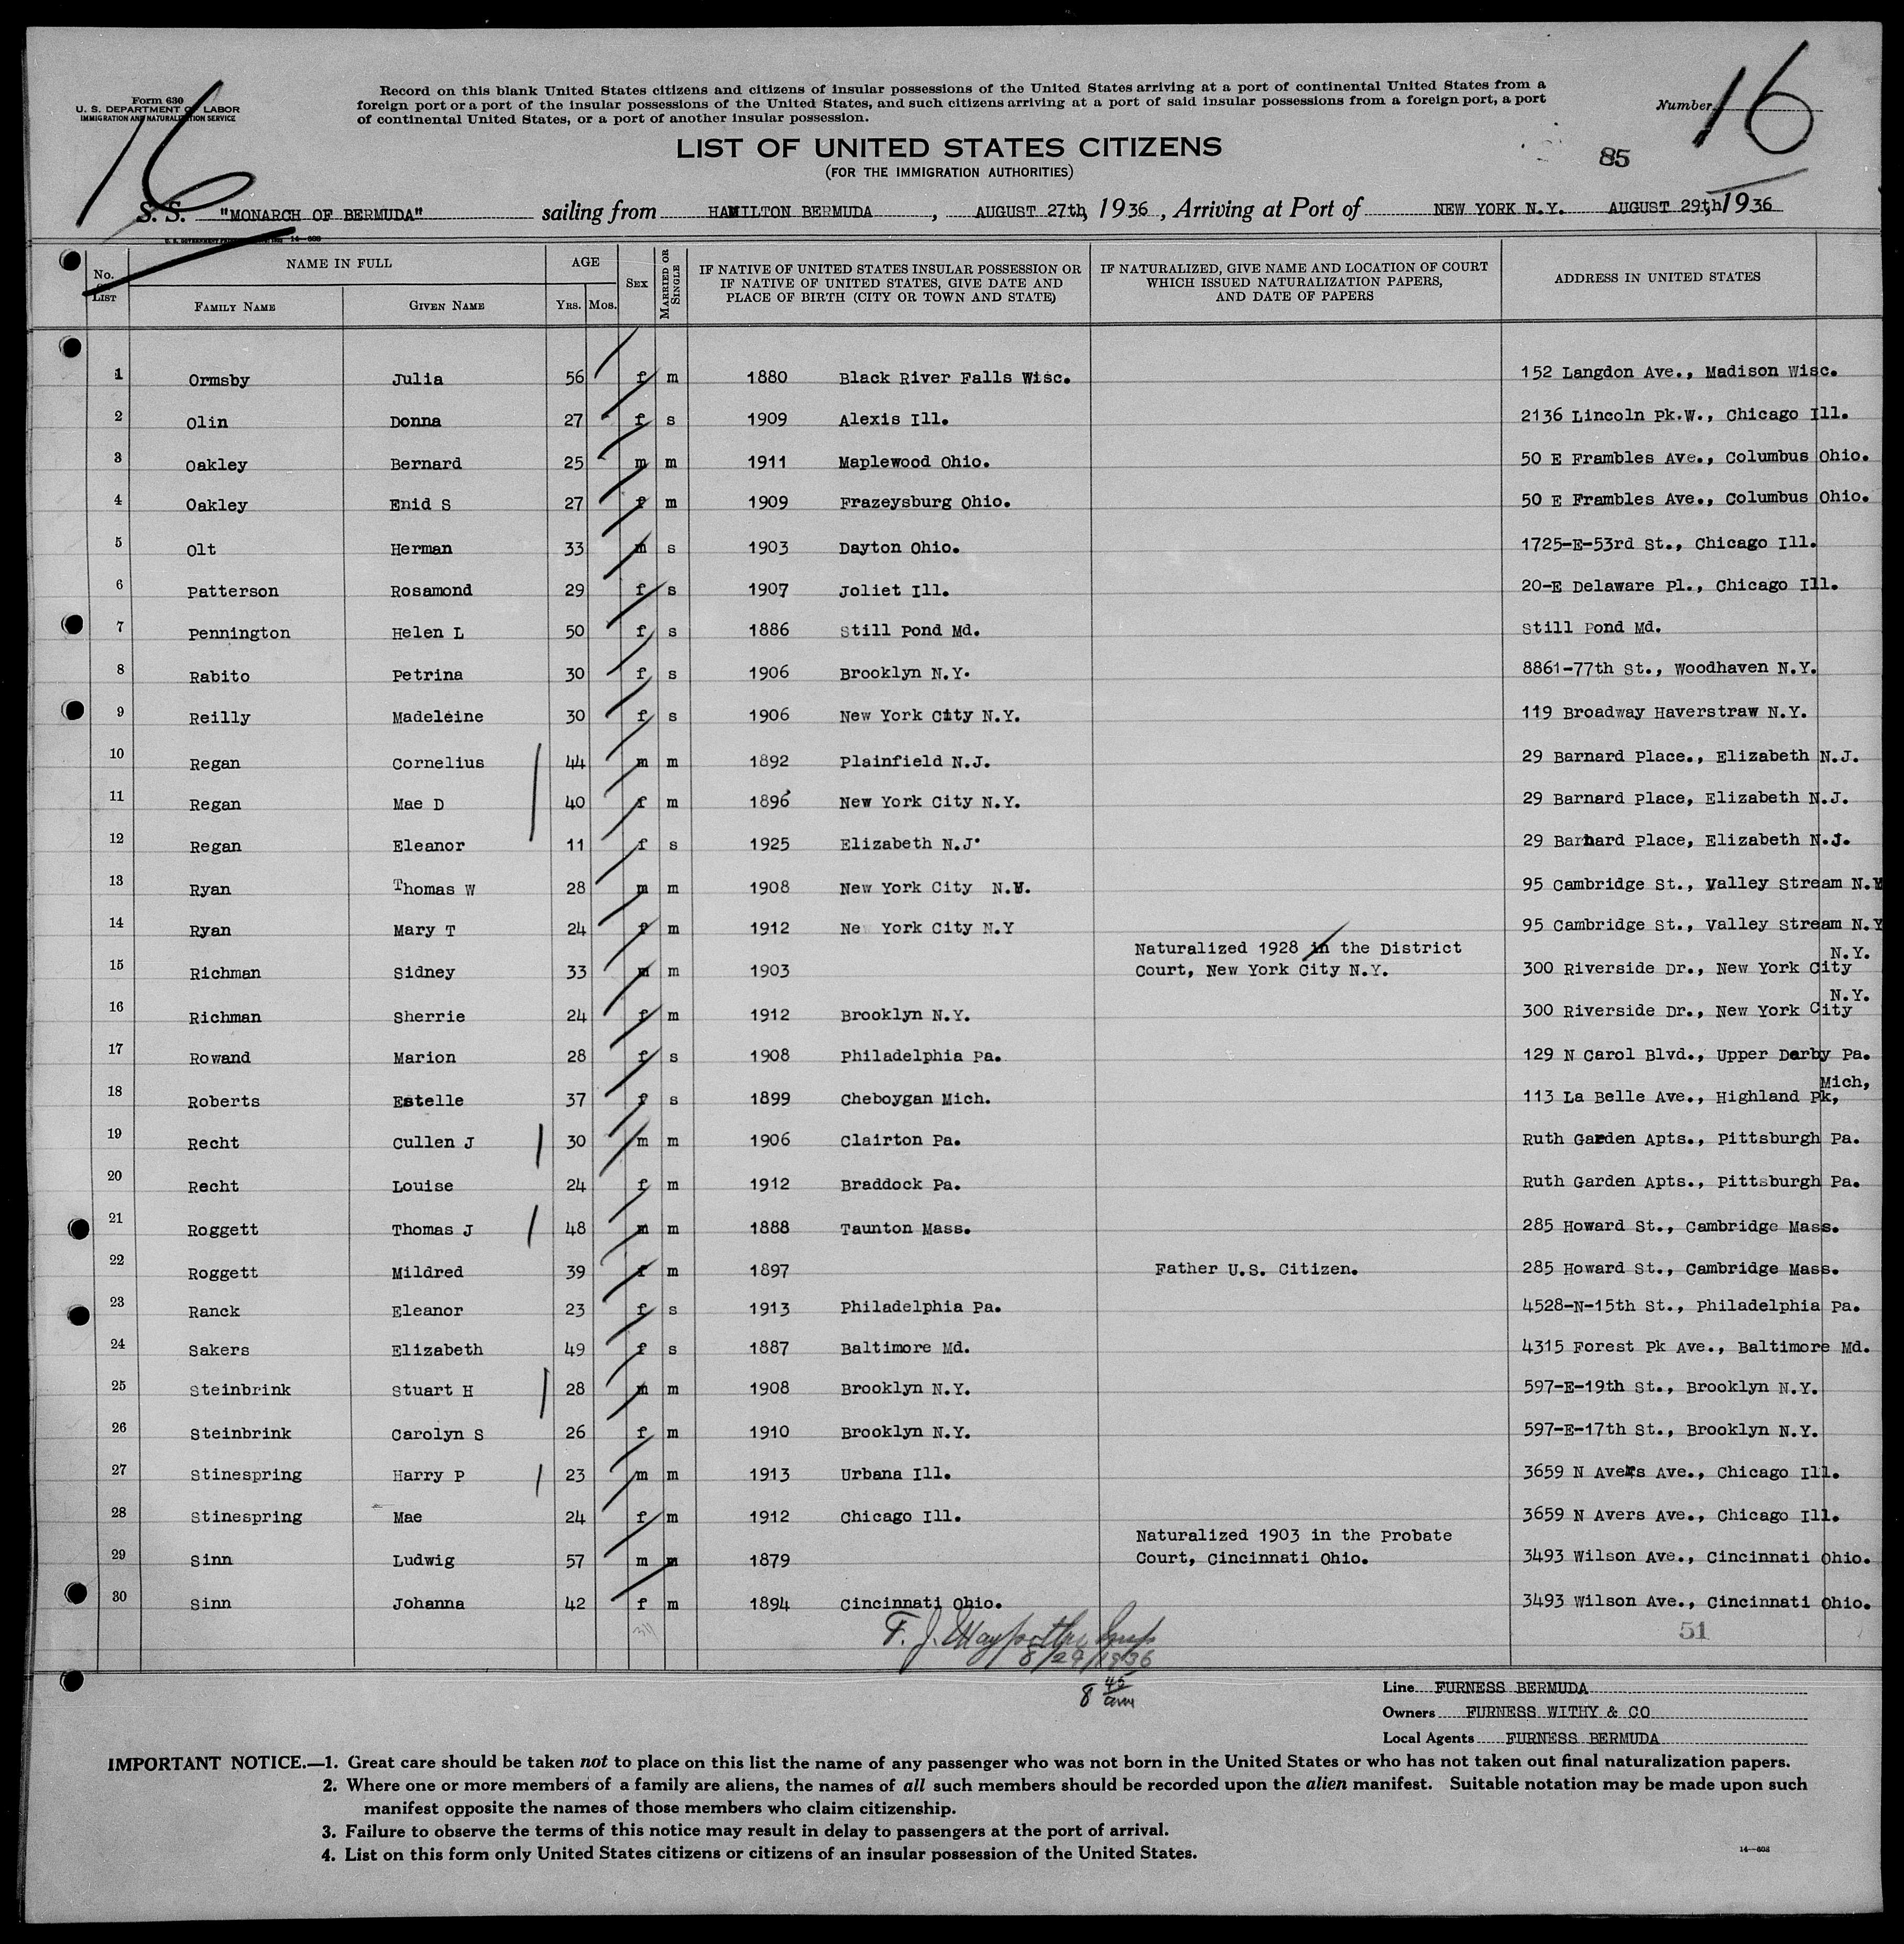 Form 630
U. S. DEPARTMENT OF LABOR
IMMIGRATION AND NATURALIZATION SERVICE
Record on this blank United States citizens and citizens of insular possessions of the United States arriving at a port of continental United States from a
foreign port or a port of the insular possessions of the United States, and such citizens arriving at a port of said insular possessions from a foreign port, a port
of continental United States, or a port of another insular possession.
Number 16
16
LIST OF UNITED STATES CITIZENS
(FOR THE IMMIGRATION AUTHORITIES)
85
S. S. "MONARCH OF BERMUDA" sailing from HAMILTON BERMUDA, AUGUST 27th, 1936, Arriving at Port of NEW YORK N.Y. AUGUST 29th, 1936
14—608
No. LIST NAME IN FULL FAMILY NAME GIVEN NAME AGE YRS. MOS. SEX MARRIED OR SINGLE IF NATIVE OF UNITED STATES INSULAR POSSESSION OR IF NATIVE OF UNITED STATES, GIVE DATE AND PLACE OF BIRTH (CITY OR TOWN AND STATE) IF NATURALIZED, GIVE NAME AND LOCATION OF COURT WHICH ISSUED NATURALIZATION PAPERS, AND DATE OF PAPERS ADDRESS IN UNITED STATES
1 Ormsby Julia 56 f m 1880 Black River Falls Wisc. 152 Langdon Ave., Madison Wisc.
2 Olin Donna 27 f s 1909 Alexis Ill. 2136 Lincoln Pk.W., Chicago Ill.
3 Oakley Bernard 25 m m 1911 Maplewood Ohio. 50 E Frambles Ave., Columbus Ohio.
4 Oakley Enid S 27 f m 1909 Frazeysburg Ohio. 50 E Frambles Ave., Columbus Ohio.
5 Olt Herman 33 m s 1903 Dayton Ohio. 1725-E-53rd St., Chicago Ill.
6 Patterson Rosamond 29 f s 1907 Joliet Ill. 20-E Delaware Pl., Chicago Ill.
7 Pennington Helen L 50 f s 1886 Still Pond Md. Still Pond Md.
8 Rabito Petrina 30 f s 1906 Brooklyn N.Y. 8861-77th St., Woodhaven N.Y.
9 Reilly Madeleine 30 f s 1906 New York City N.Y. 119 Broadway Haverstraw N.Y.
10 Regan Cornelius 44 m m 1892 Plainfield N.J. 29 Barnard Place., Elizabeth N.J.
11 Regan Mae D 40 f m 1896 New York City N.Y. 29 Barnard Place, Elizabeth N.J.
12 Regan Eleanor 11 f s 1925 Elizabeth N.J. 29 Barnard Place, Elizabeth N.J.
13 Ryan Thomas W 28 m m 1908 New York City N.Y. 95 Cambridge St., Valley Stream N.Y
14 Ryan Mary T 24 f m 1912 New York City N.Y 95 Cambridge St., Valley Stream N.Y
15 Richman Sidney 33 m m 1903 Naturalized 1928 in the District Court, New York City N.Y. 300 Riverside Dr., New York City N.Y.
16 Richman Sherrie 24 f m 1912 Brooklyn N.Y. 300 Riverside Dr., New York City N.Y.
17 Rowand Marion 28 f s 1908 Philadelphia Pa. 129 N Carol Blvd., Upper Darby Pa.
18 Roberts Estelle 37 f s 1899 Cheboygan Mich. 113 La Belle Ave., Highland Pk, Mich,
19 Recht Cullen J 30 m m 1906 Clairton Pa. Ruth Garden Apts., Pittsburgh Pa.
20 Recht Louise 24 f m 1912 Braddock Pa. Ruth Garden Apts., Pittsburgh Pa.
21 Roggett Thomas J 48 m m 1888 Taunton Mass. 285 Howard St., Cambridge Mass.
22 Roggett Mildred 39 f m 1897 Father U.S. Citizen. 285 Howard St., Cambridge Mass.
23 Ranck Eleanor 23 f s 1913 Philadelphia Pa. 4528-N-15th St., Philadelphia Pa.
24 Sakers Elizabeth 49 f s 1887 Baltimore Md. 4315 Forest Pk Ave., Baltimore Md.
25 Steinbrink Stuart H 28 m m 1908 Brooklyn N.Y. 597-E-19th St., Brooklyn N.Y.
26 Steinbrink Carolyn S 26 f m 1910 Brooklyn N.Y. 597-E-17th St., Brooklyn N.Y.
27 Stinespring Harry P 23 m m 1913 Urbana Ill. 3659 N Avers Ave., Chicago Ill.
28 Stinespring Mae 24 f m 1912 Chicago Ill. 3659 N Avers Ave., Chicago Ill.
29 Sinn Ludwig 57 m m 1879 Naturalized 1903 in the Probate Court, Cincinnati Ohio. 3493 Wilson Ave., Cincinnati Ohio.
30 Sinn Johanna 42 f m 1894 Cincinnati Ohio. 3493 Wilson Ave., Cincinnati Ohio.
51
F. J.
8/29/1936
8 45 am
Line FURNESS BERMUDA
Owners FURNESS WITHY & CO
Local Agents FURNESS BERMUDA
IMPORTANT NOTICE.—1. Great care should be taken not to place on this list the name of any passenger who was not born in the United States or who has not taken out final naturalization papers.
2. Where one or more members of a family are aliens, the names of all such members should be recorded upon the alien manifest. Suitable notation may be made upon such
manifest opposite the names of those members who claim citizenship.
3. Failure to observe the terms of this notice may result in delay to passengers at the port of arrival.
4. List on this form only United States citizens or citizens of an insular possession of the United States.
14—608